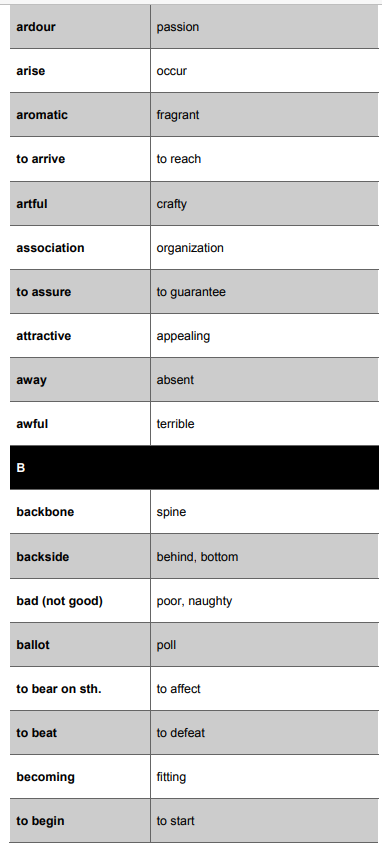 ardour passion
arise occur
aromatic fragrant
to arrive to reach
artful crafty
association organization
to assure to guarantee
attractive appealing
away absent
awful terrible
B
backbone spine
backside behind, bottom
bad (not good) poor, naughty
ballot poll
to bear on sth. to affect
to beat to defeat
becoming fitting
to begin to start